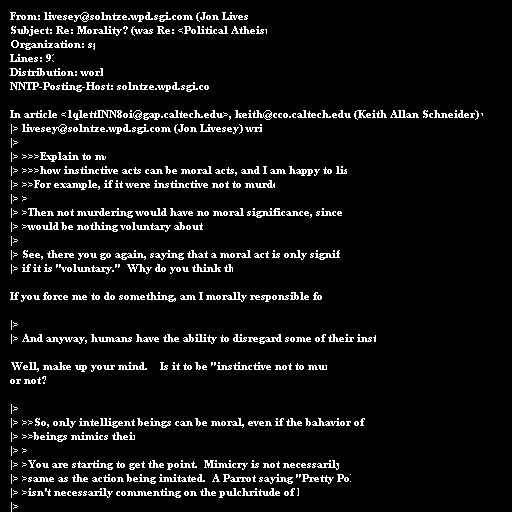 From: livesey@solntze.wpd.sgi.com (Jon Lives
Subject: Re: Morality? (was Re: <Political Atheis
Organization:
Lines:
Distribution:
NNTP-Posting-Host: solntze.wpd.sgi.co

In article <1qlettINN8oi@gap.caltech.edu>, keith@cco.caltech.edu (Keith Allan Schneider)
|> livesey@solntze.wpd.sgi.com (Jon Livesey) wri
|>
|> >>>Explain to
|> >>>how instinctive acts can be moral acts, and I am happy to lis
|> >>For example, if it were instinctive not to murd
|> >
|> >Then not murdering would have no moral significance, since
|> >would be nothing voluntary about
|>
|> See, there you go again, saying that a moral act is only signif
|> if it is "voluntary."  Why do you think th

If you force me to do something, am I morally responsible fo

|>
|> And anyway, humans have the ability to disregard some of their inst

Well, make up your mind.    Is it to be "instinctive not to mu
or not?

|>
|> >>So, only intelligent beings can be moral, even if the bahavior of
|> >>beings mimics thei
|> >
|> >You are starting to get the point.  Mimicry is not necessarily
|> >same as the action being imitated.  A Parrot saying "Pretty Po
|> >isn't necessarily commenting on the pulchritude of
|>